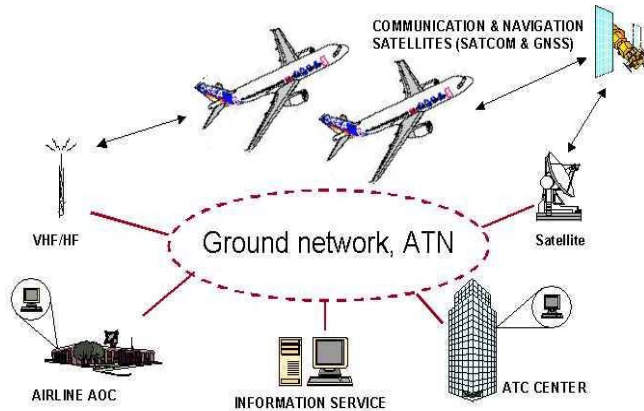 COMMUNICATION & NAVIGATION
SATELLITES (SATCOM & GNSS)
VHF/HF
Ground network, ATN
Satellite
AIRLINE AOC
INFORMATION SERVICE
ATC CENTER